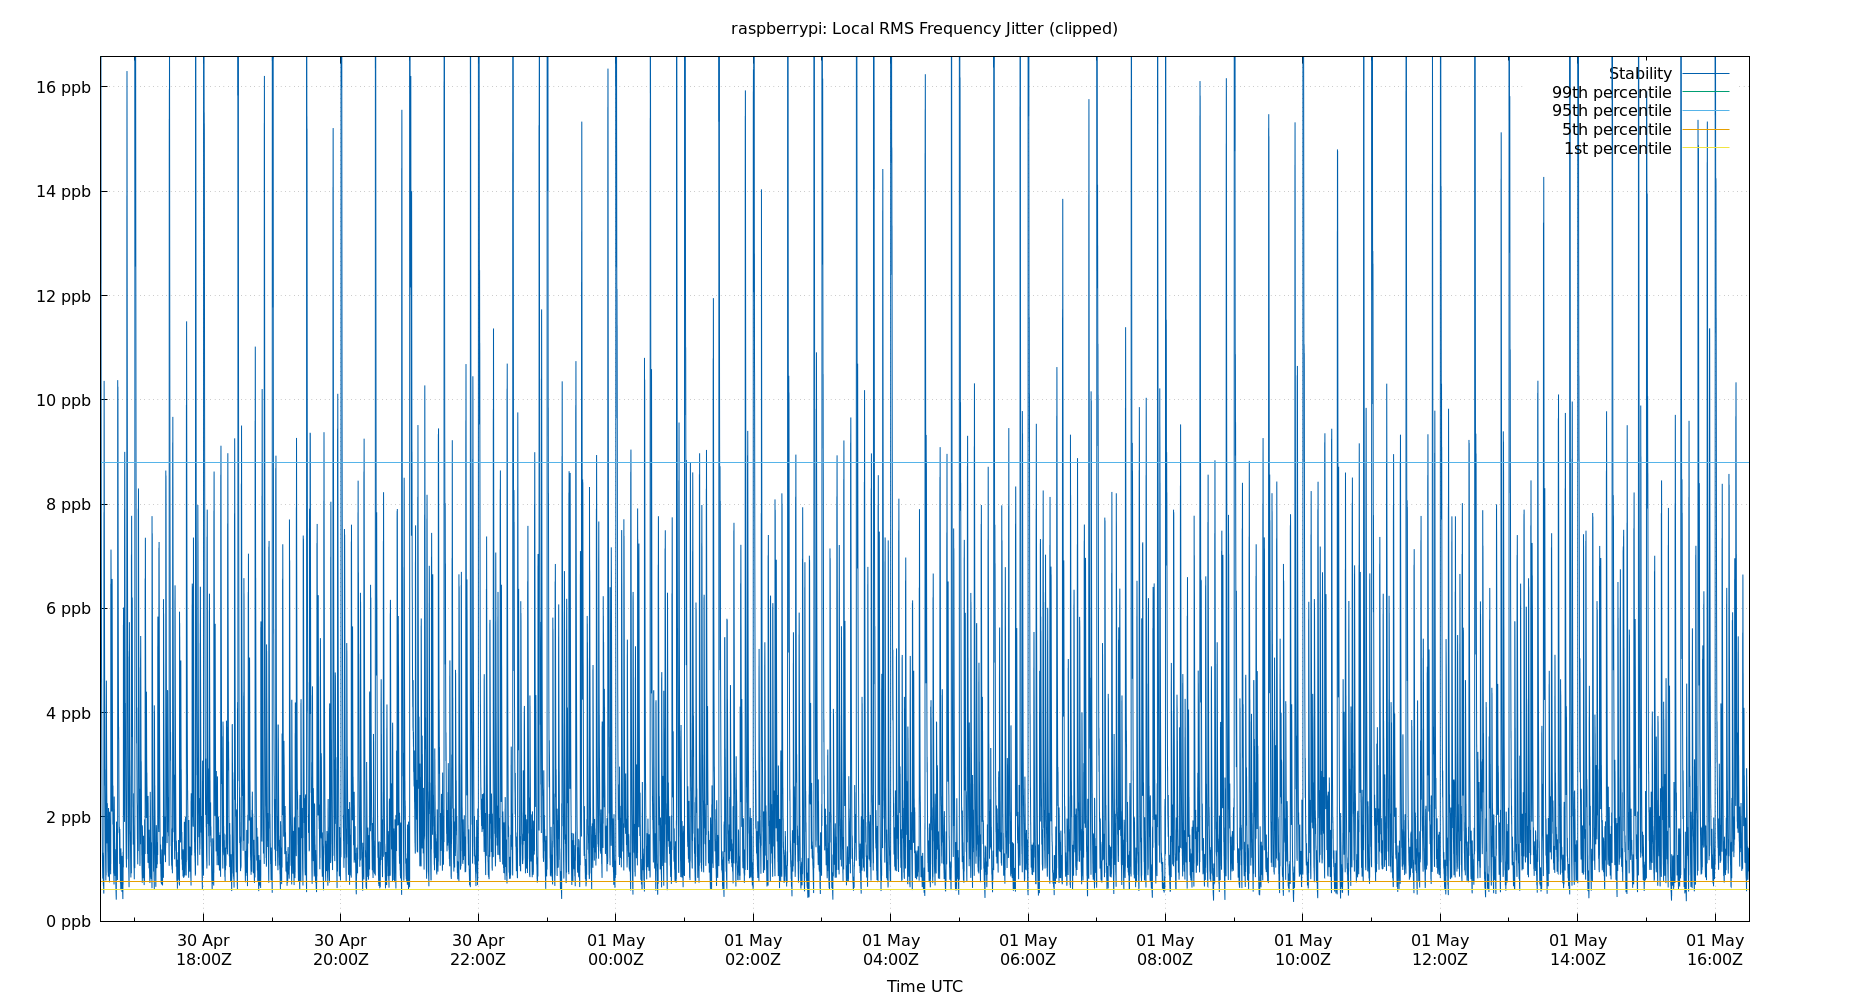 raspberrypi: Local RMS Frequency Jitter (clipped)
Stability
99th percentile
95th percentile
5th percentile
1st percentile
16 ppb
14 ppb
12 ppb
10 ppb
8 ppb
6 ppb
4 ppb
2 ppb
0 ppb
30 Apr 30 Apr 30 Apr 01 May 01 May 01 May 01 May 01 May 01 May 01 May 01 May 01 May
18:00Z 20:00Z 22:00Z 00:00Z 02:00Z 04:00Z 06:00Z 08:00Z 10:00Z 12:00Z 14:00Z 16:00Z
Time UTC